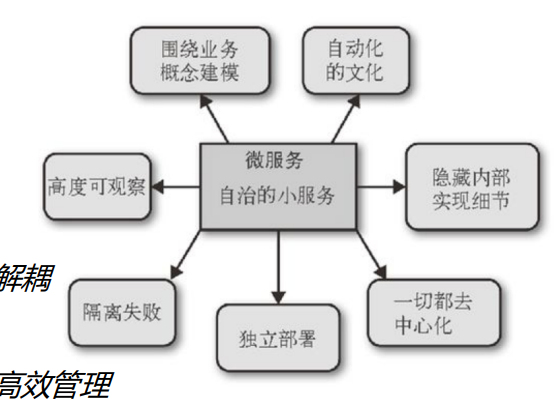 围绕业务
概念建模
自动化
的文化
微服务
自治的小服务
高度可观察
隐藏内部
实现细节
解耦
隔离失败
独立部署
一切都去
中心化
高效管理